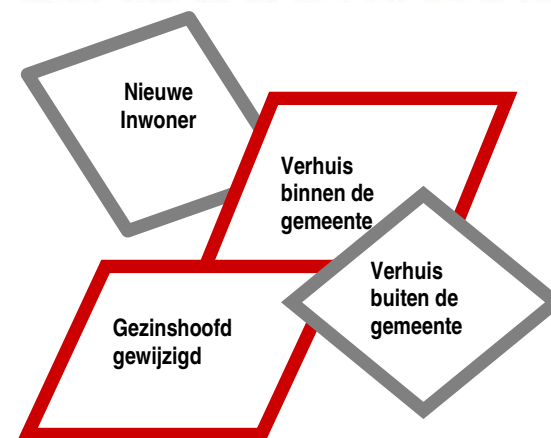 Nieuwe
Inwoner
Verhuis
binnen de
gemeente
Verhuis
buiten de
gemeente
Gezinshoofd
gewijzigd